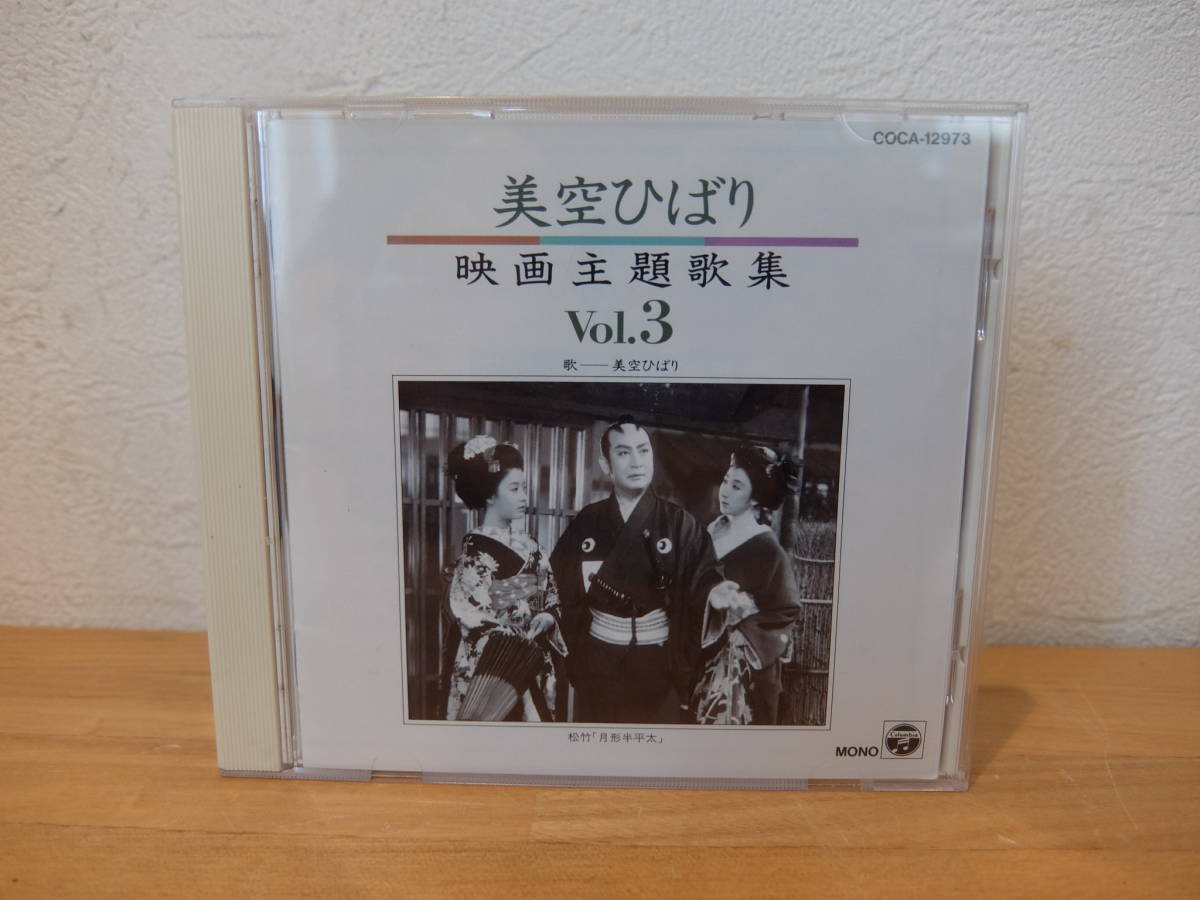 COCA-12973
美空ひばり
映画主題歌集
Vol.3
歌――美空ひばり
松竹「月形半平太」
MONO
Columbia